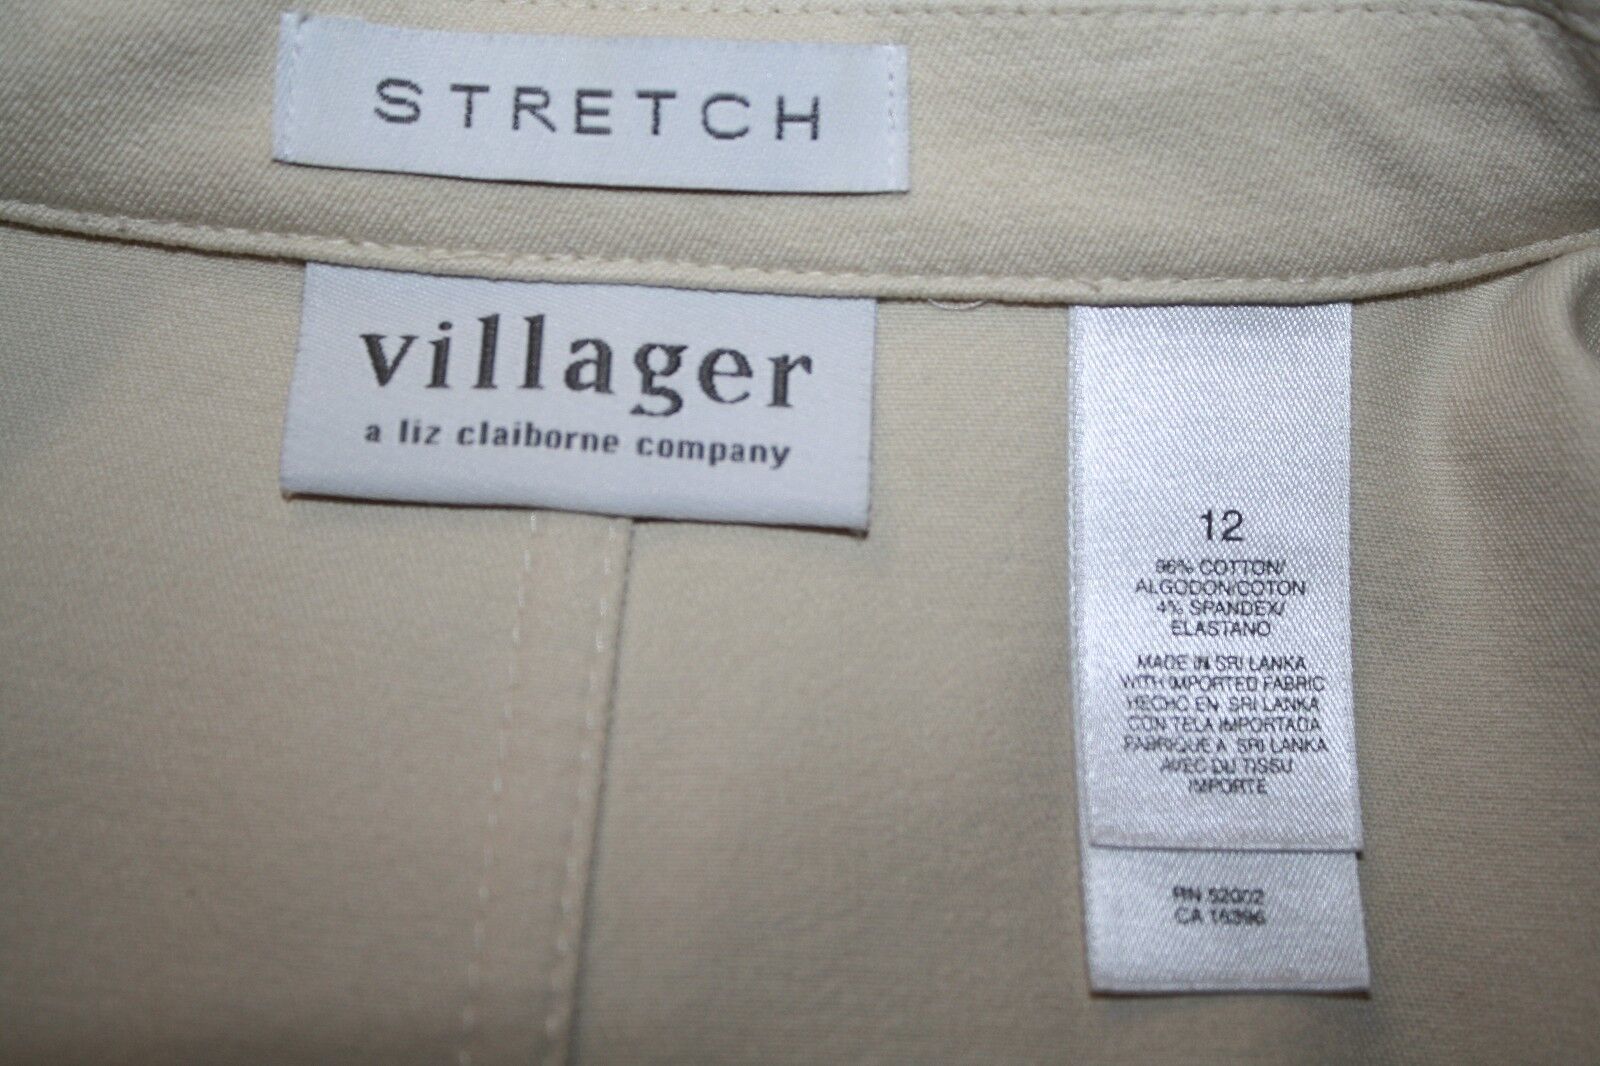 STRETCH
villager
a liz claiborne company
12
96% COTTON/
ALGODON/COTON
4% SPANDEX/
ELASTANO
MADE IN SRI LANKA
WITH IMPORTED FABRIC
HECHO EN SRI LANKA
CON TELA IMPORTADA
FABRIQUE A SRI LANKA
AVEC DU TISSU
IMPORTE
RN 52002
CA 16396